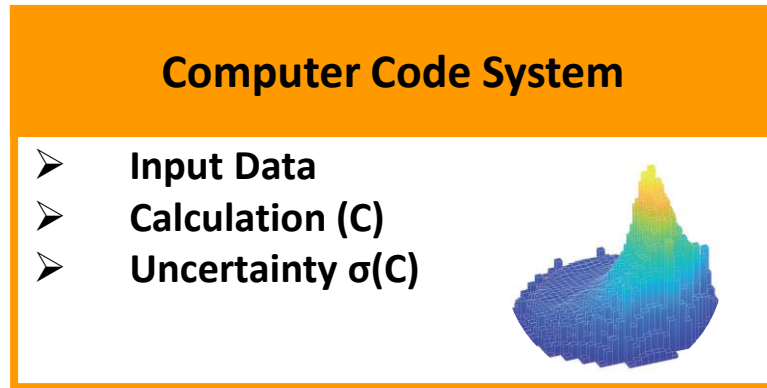 Computer Code System
➢ Input Data
➢ Calculation (C)
➢ Uncertainty σ(C)